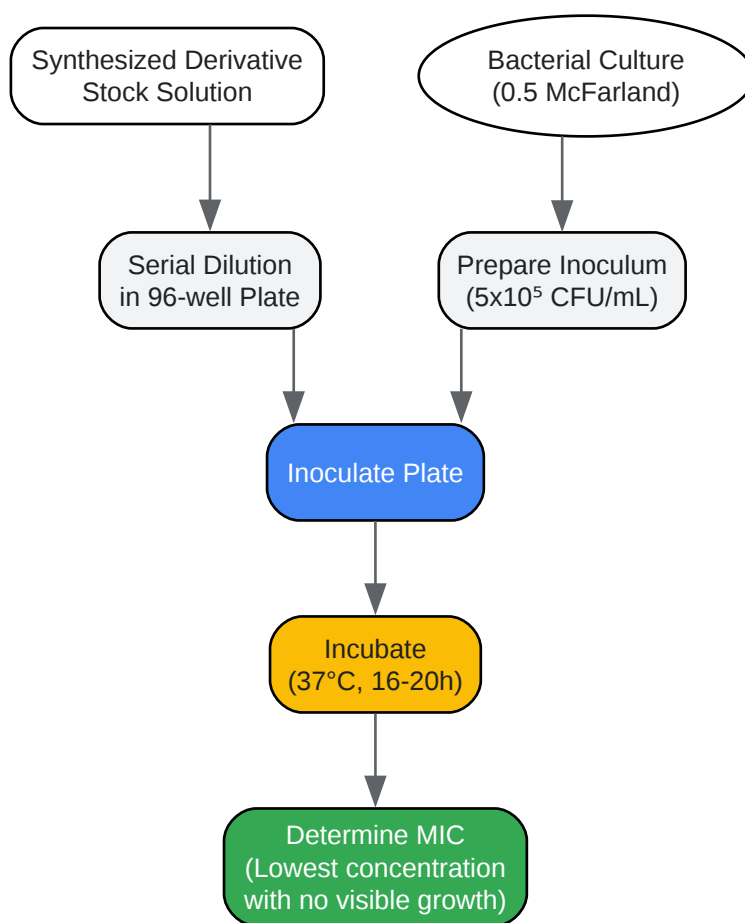 Synthesized Derivative
Stock Solution
Bacterial Culture
(0.5 McFarland)
Serial Dilution
in 96-well Plate
Prepare Inoculum
(5x10⁵ CFU/mL)
Inoculate Plate
Incubate
(37°C, 16-20h)
Determine MIC
(Lowest concentration
with no visible growth)